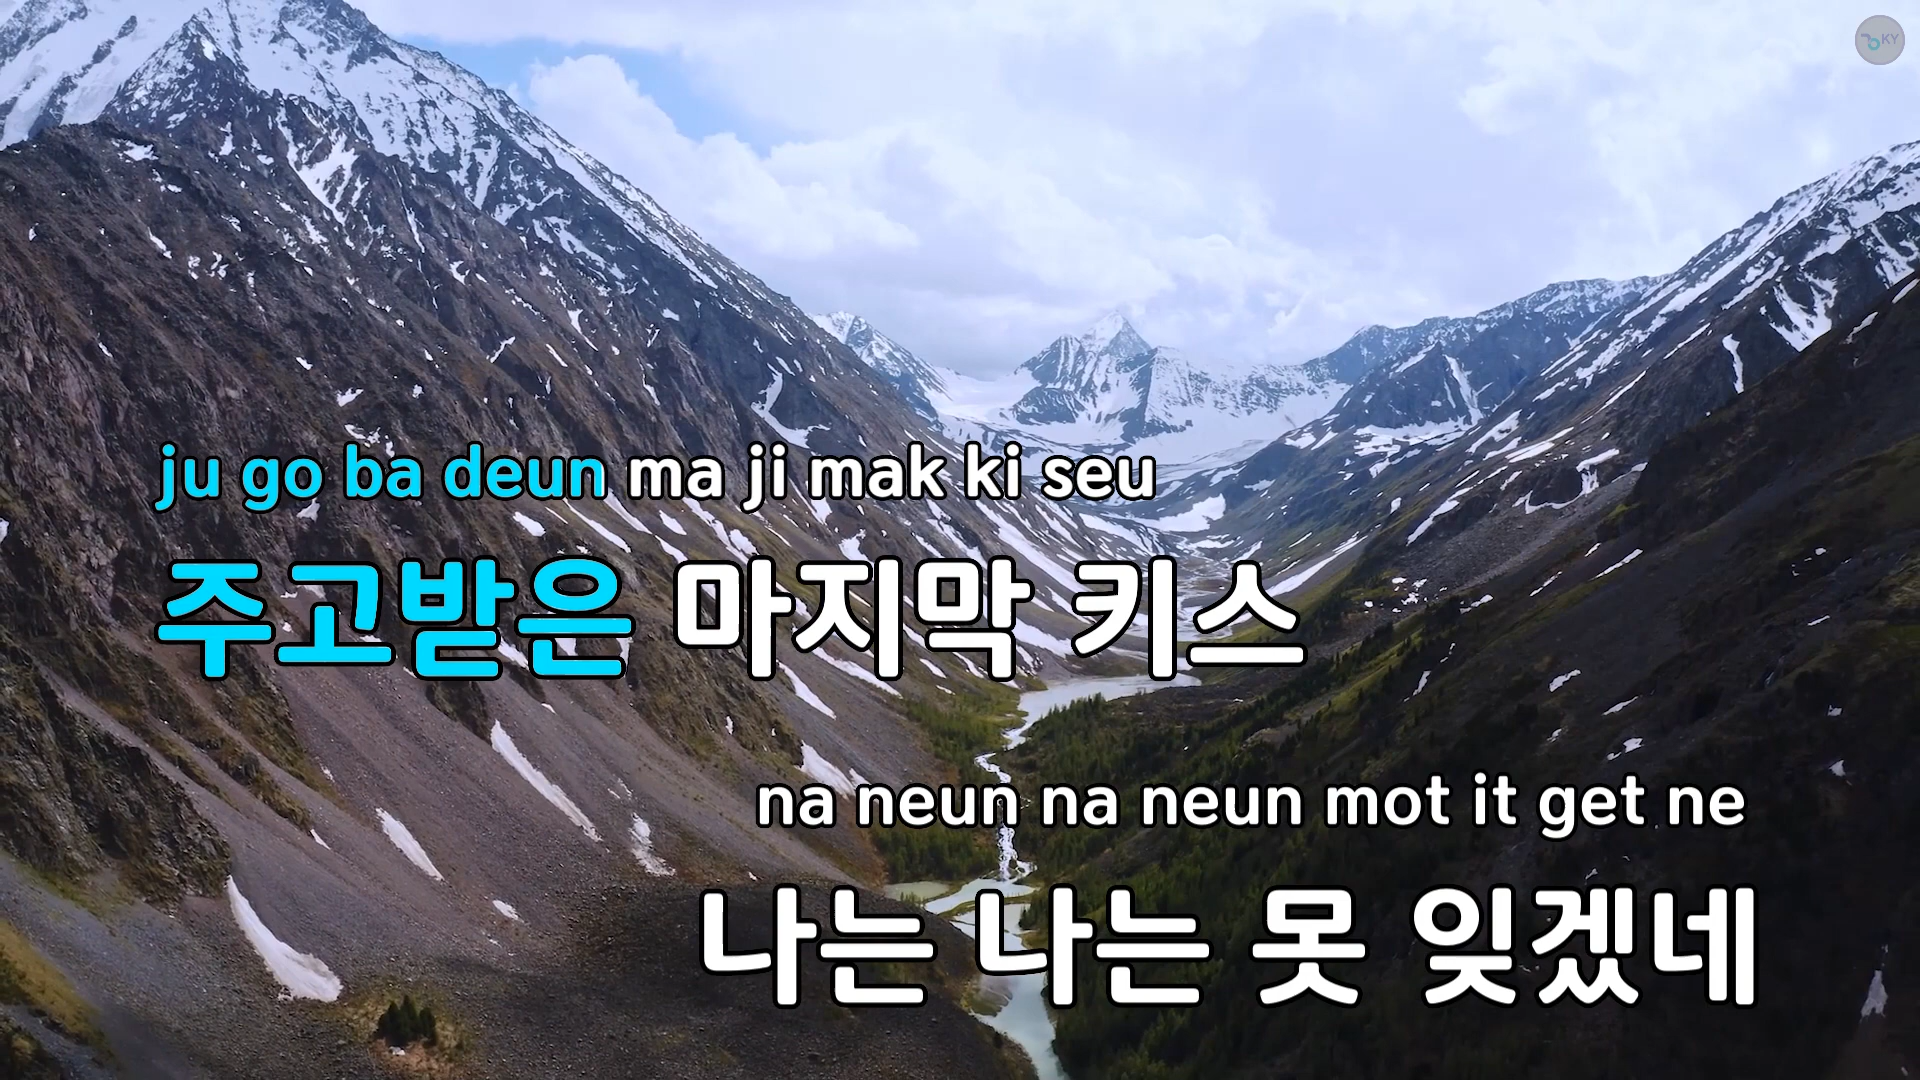 KY
ju go ba deun ma ji mak ki seu
주고받은 마지막 키스
na neun na neun mot it get ne
나는 나는 못 잊겠네